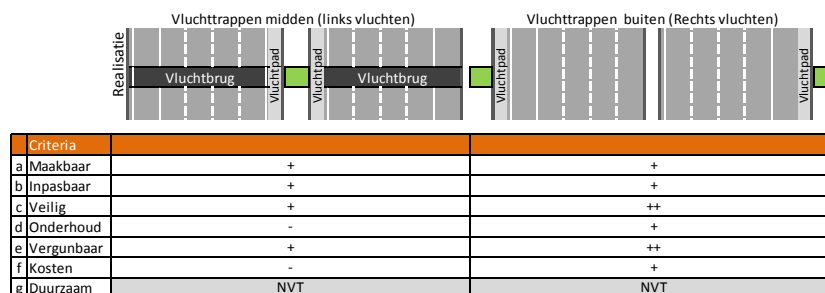 Vluchttrappen midden (links vluchten) Vluchttrappen buiten (Rechts vluchten)
Realisatie Vluchtbrug Vluchtpad Vluchtpad Vluchtbrug Vluchtpad Vluchtpad
Criteria
a Maakbaar + +
b Inpasbaar + +
c Veilig + ++
d Onderhoud - +
e Vergunbaar + ++
f Kosten - +
g Duurzaam NVT NVT